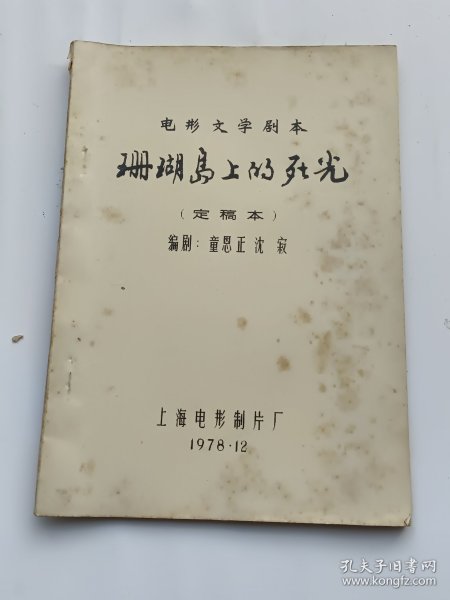 电影文学剧本
珊瑚岛上的死光
（定稿本）
编剧：童恩正 沈寂
上海电影制片厂
1978·12
孔夫子旧书网
www.kongfz.com